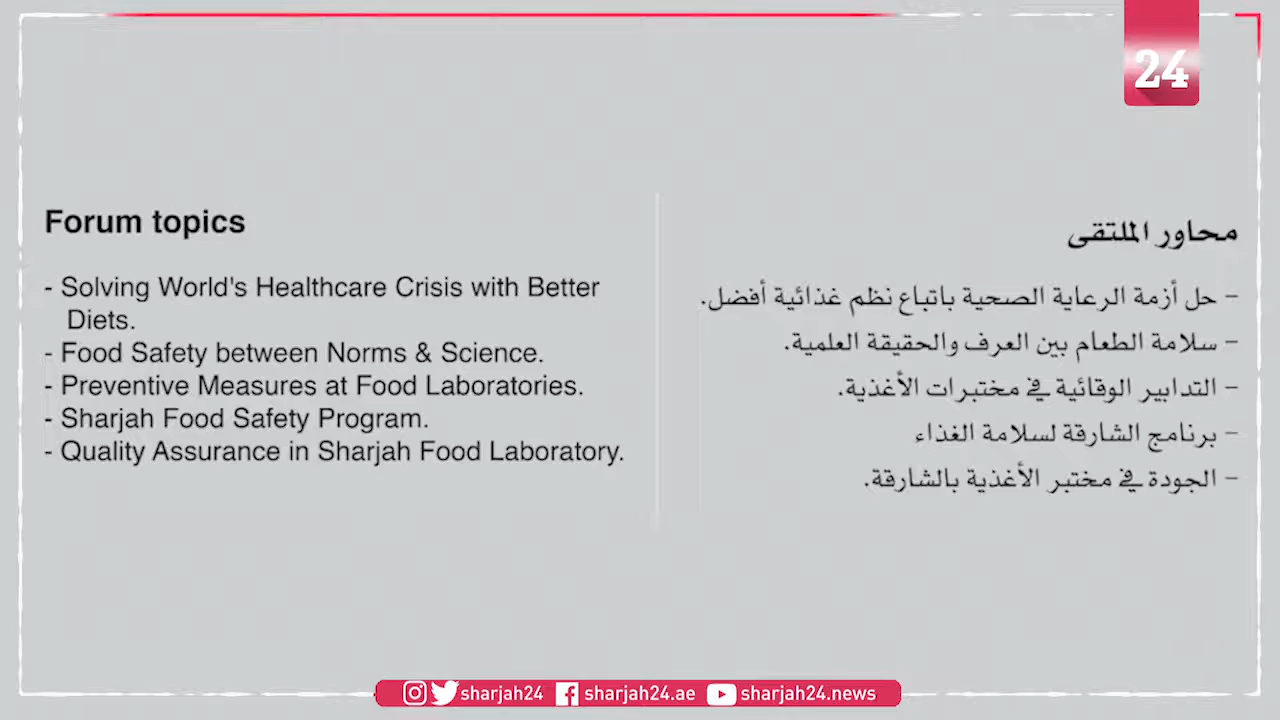 24
Forum topics
- Solving World's Healthcare Crisis with Better
Diets.
- Food Safety between Norms & Science.
- Preventive Measures at Food Laboratories.
- Sharjah Food Safety Program.
- Quality Assurance in Sharjah Food Laboratory.
محاور الملتقى
- حل أزمة الرعاية الصحية باتباع نظم غذائية أفضل.
- سلامة الطعام بين العرف والحقيقة العلمية.
- التدابير الوقائية في مختبرات الأغذية.
- برنامج الشارقة لسلامة الغذاء
- الجودة في مختبر الأغذية بالشارقة.
sharjah24 sharjah24.ae sharjah24.news